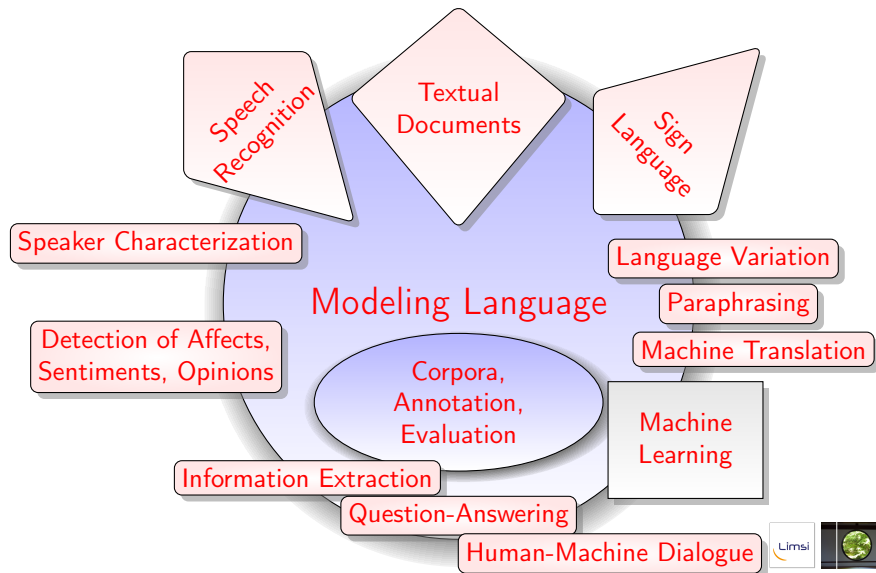 Speech
Recognition
Textual
Documents
Sign
Language
Speaker Characterization
Language Variation
Modeling Language
Paraphrasing
Detection of Affects,
Sentiments, Opinions
Machine Translation
Corpora,
Annotation,
Evaluation
Machine
Learning
Information Extraction
Question-Answering
Human-Machine Dialogue
Limsi